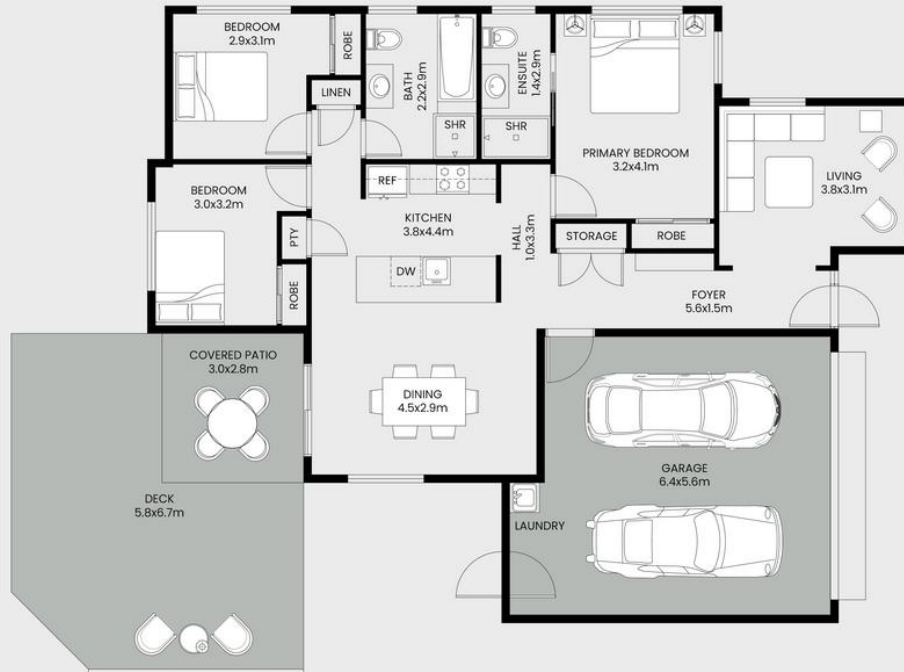 BEDROOM
2.9x3.1m
ROBE
LINEN
BATH
2.2x2.9m
SHR
ENSUITE
1.4x2.9m
SHR
PRIMARY BEDROOM
3.2x4.1m
LIVING
3.8x3.1m
BEDROOM
3.0x3.2m
PTY
ROBE
REF
KITCHEN
3.8x4.4m
DW
HALL
1.0x3.3m
STORAGE
ROBE
FOYER
5.6x1.5m
COVERED PATIO
3.0x2.8m
DINING
4.5x2.9m
GARAGE
6.4x5.6m
DECK
5.8x6.7m
LAUNDRY